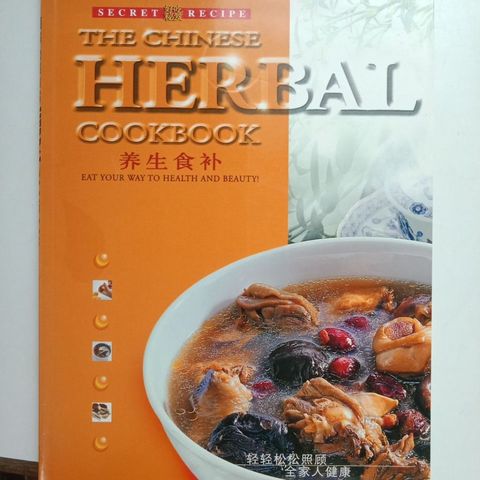 SECRET RECIPE
THE CHINESE
HERBAL
COOKBOOK
养生食补
EAT YOUR WAY TO HEALTH AND BEAUTY!
轻轻松松照顾
全家人健康